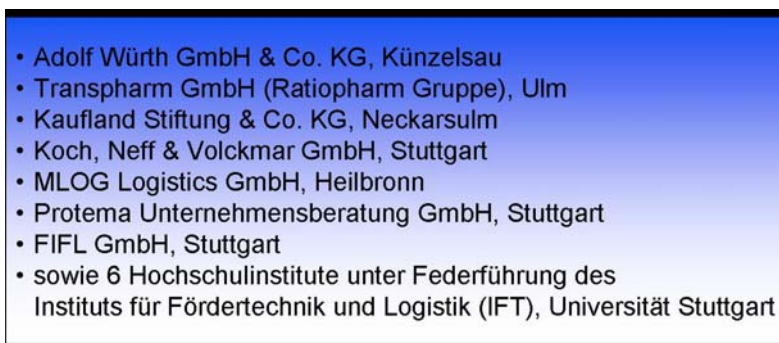 • Adolf Würth GmbH & Co. KG, Künzelsau
• Transpharm GmbH (Ratiopharm Gruppe), Ulm
• Kaufland Stiftung & Co. KG, Neckarsulm
• Koch, Neff & Volckmar GmbH, Stuttgart
• MLOG Logistics GmbH, Heilbronn
• Protema Unternehmensberatung GmbH, Stuttgart
• FIFL GmbH, Stuttgart
• sowie 6 Hochschulinstitute unter Federführung des
Instituts für Fördertechnik und Logistik (IFT), Universität Stuttgart